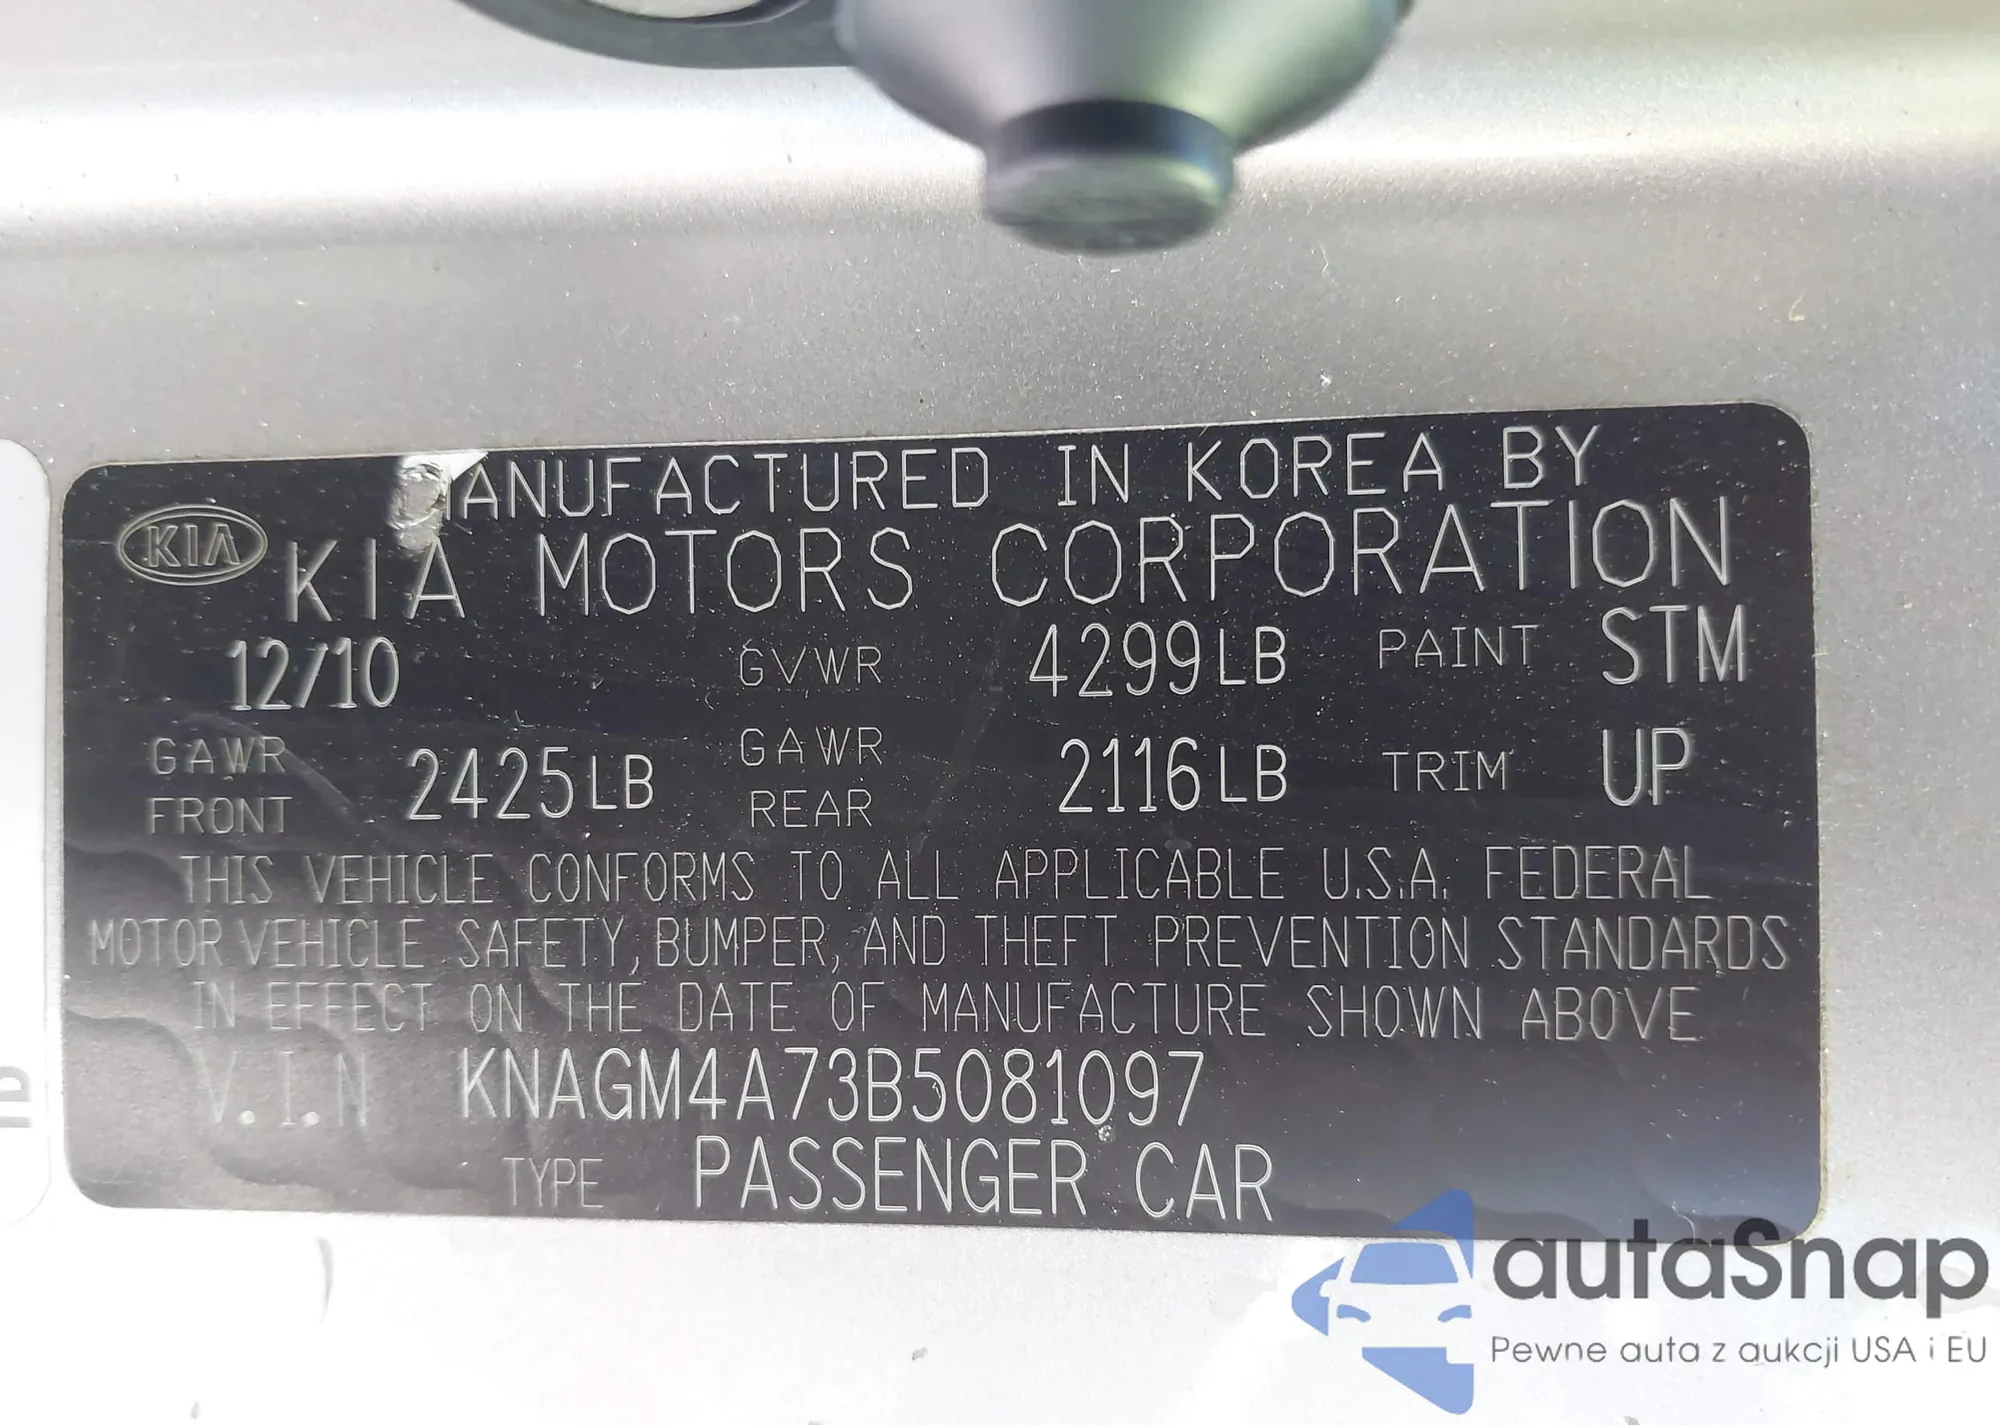 MANUFACTURED IN KOREA BY
KIA KIA MOTORS CORPORATION
12/10 GVWR 4299LB PAINT STM
GAWR FRONT 2425LB GAWR REAR 2116LB TRIM UP
THIS VEHICLE CONFORMS TO ALL APPLICABLE U.S.A. FEDERAL
MOTOR VEHICLE SAFETY, BUMPER, AND THEFT PREVENTION STANDARDS
IN EFFECT ON THE DATE OF MANUFACTURE SHOWN ABOVE
V.I.N KNAGM4A73B5081097
TYPE PASSENGER CAR
autaSnap
Pewne auta z aukcji USA i EU